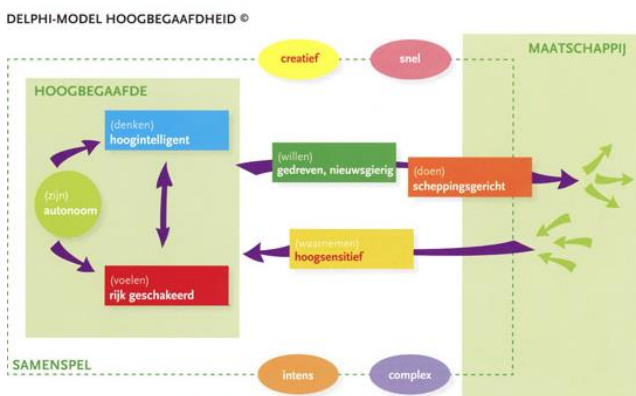 DELPHI-MODEL HOOGBEGAAFDHEID ©
MAATSCHAPPIJ
creatief
snel
HOOGBEGAAFDE
(denken)
hoogintelligent
(zijn)
autonoom
(voelen)
rijk geschakeerd
(willen)
gedreven, nieuwsgierig
(doen)
scheppingsgericht
(waarnemen)
hoogsensitief
SAMENSPEL
intens
complex